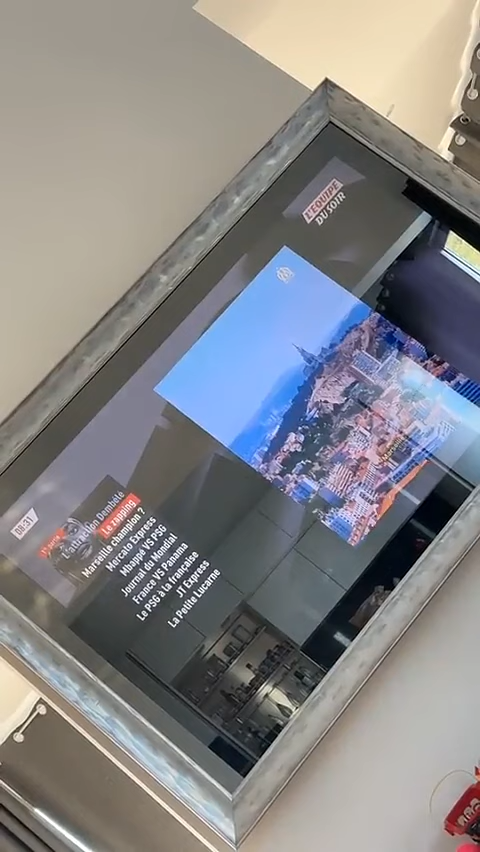 L'ÉQUIPE
DU SOIR
06:31
L'attraction Dembélé
Le zapping
Marseille champion ?
Mercato Express
Mbappé VS PSG
Journal du Mondial
France VS Panama
Le PSG à la française
JT Express
La Petite Lucarne